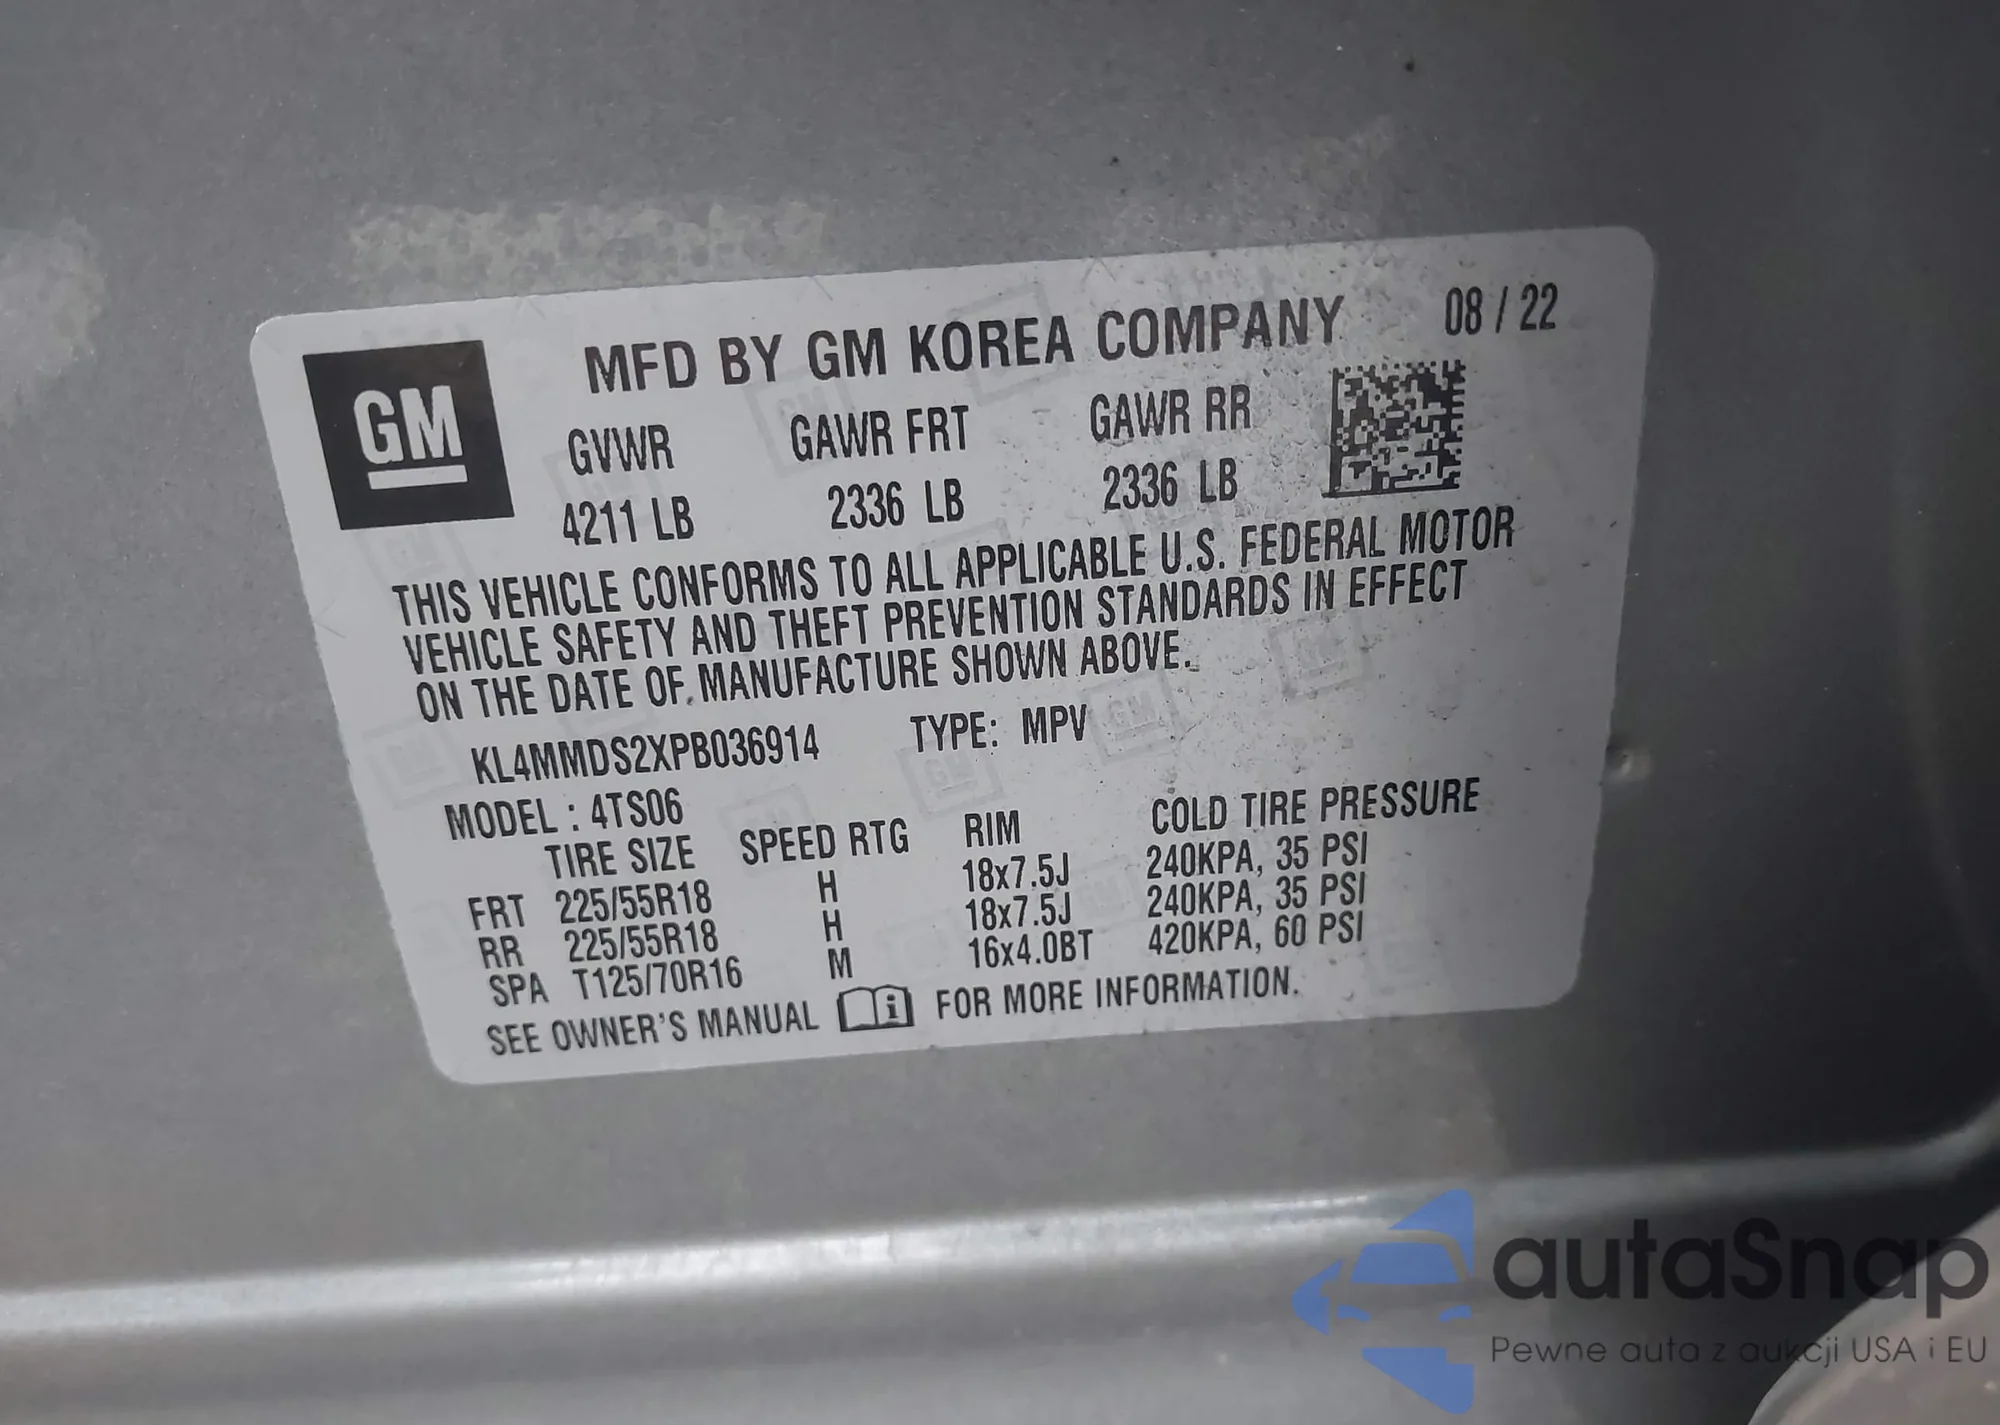 GM
MFD BY GM KOREA COMPANY 08 / 22
GVWR GAWR FRT GAWR RR
4211 LB 2336 LB 2336 LB
THIS VEHICLE CONFORMS TO ALL APPLICABLE U.S. FEDERAL MOTOR
VEHICLE SAFETY AND THEFT PREVENTION STANDARDS IN EFFECT
ON THE DATE OF MANUFACTURE SHOWN ABOVE.
KL4MMDS2XPB036914 TYPE: MPV
MODEL : 4TS06
TIRE SIZE SPEED RTG RIM COLD TIRE PRESSURE
FRT 225/55R18 H 18x7.5J 240KPA, 35 PSI
RR 225/55R18 H 18x7.5J 240KPA, 35 PSI
SPA T125/70R16 M 16x4.0BT 420KPA, 60 PSI
SEE OWNER'S MANUAL i FOR MORE INFORMATION.
autaSnap
Pewne auta z aukcji USA i EU